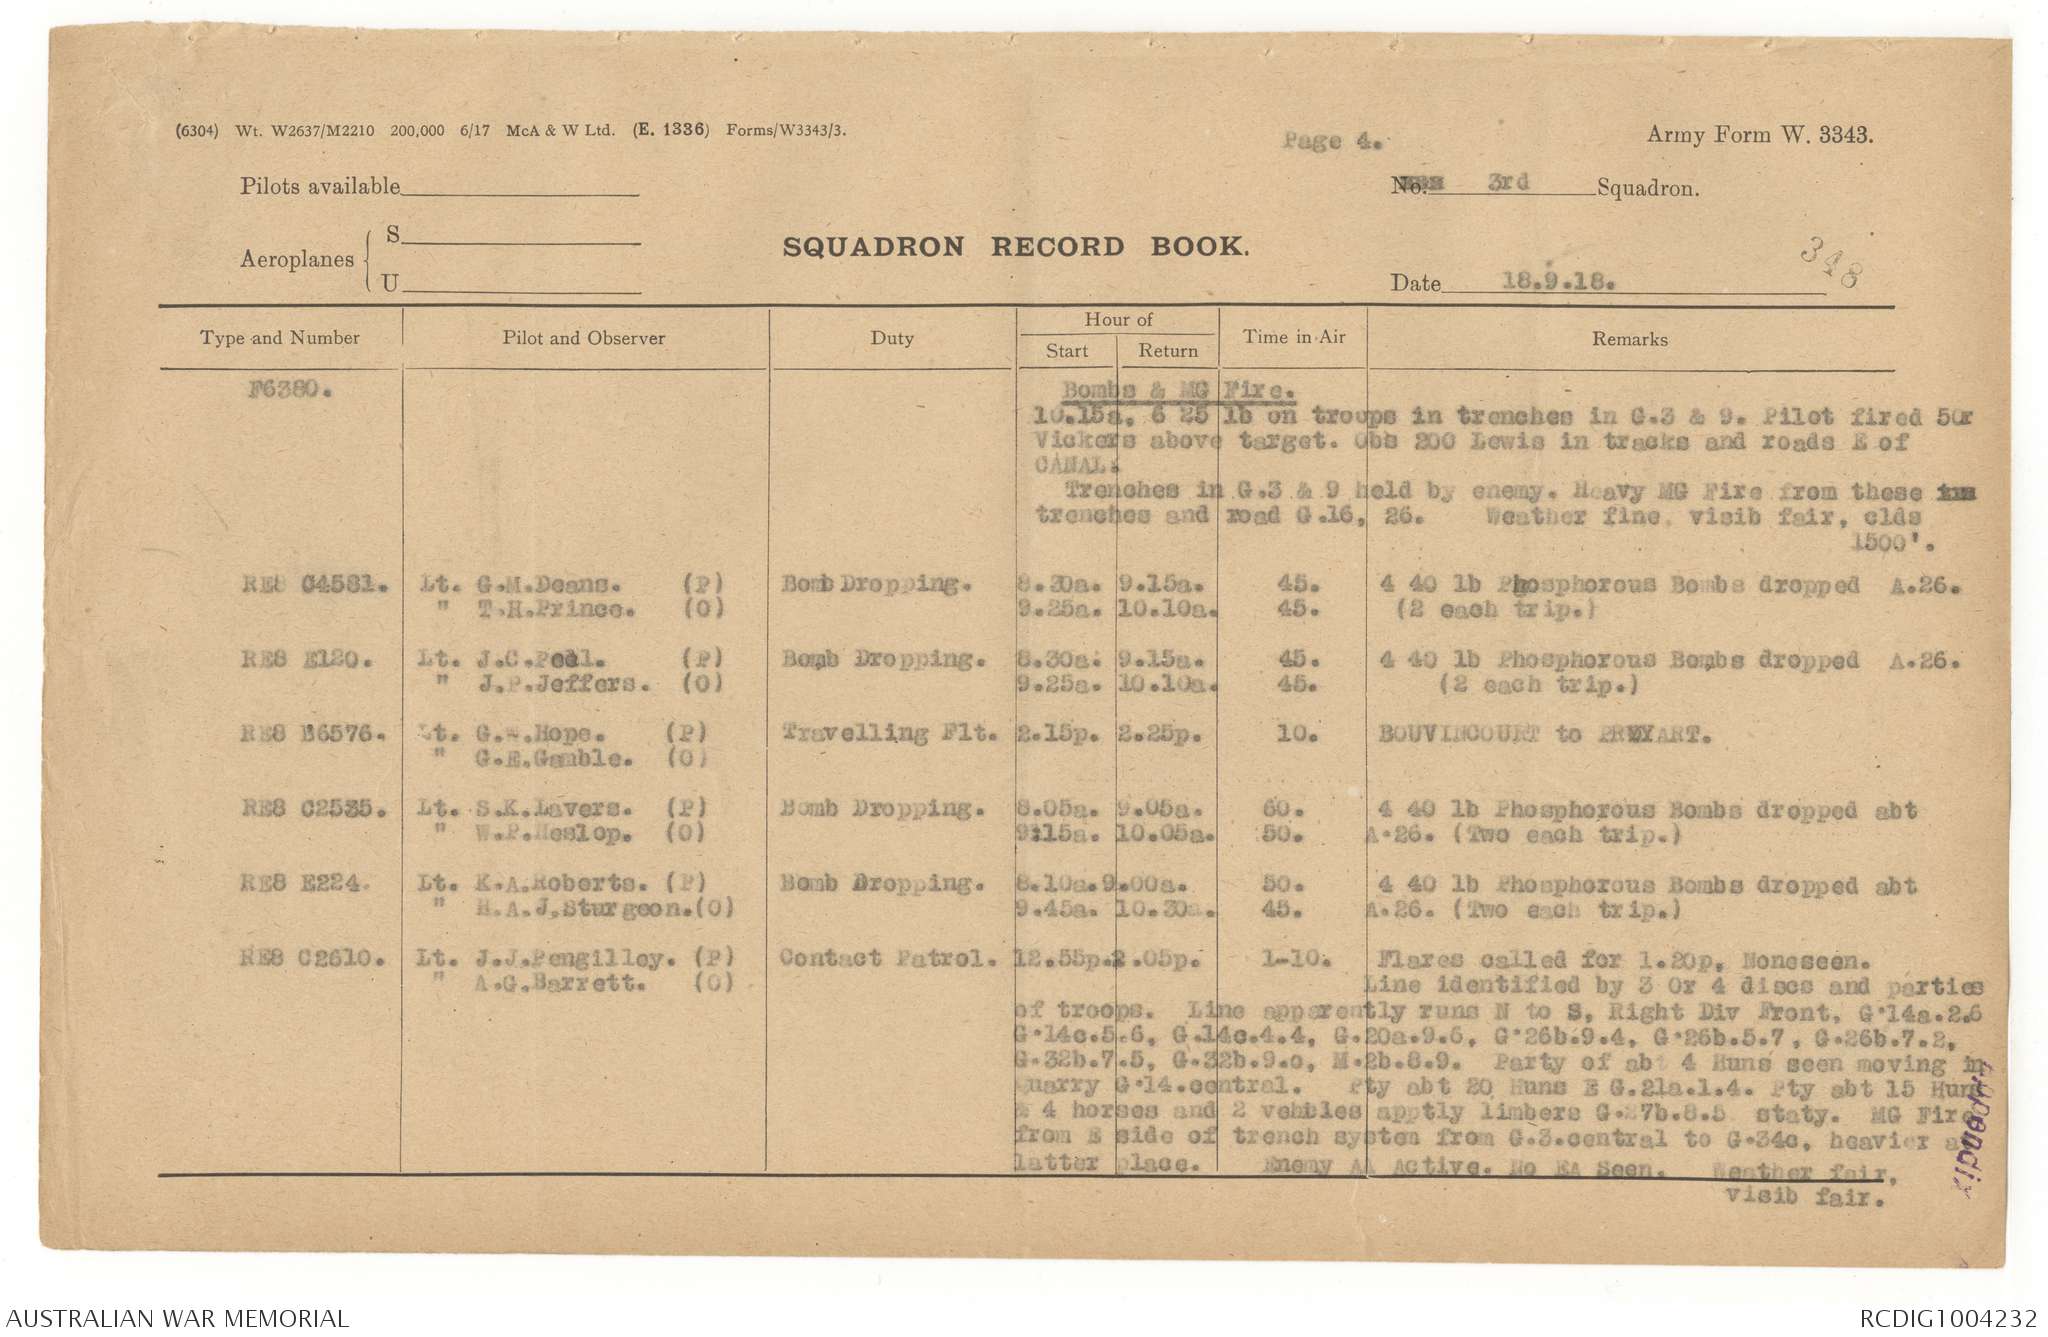 (6304) Wt. W2637/M2210 200,000 6/17 McA & W Ltd. (E. 1336) Forms/W3343/3.
Page 4.
Army Form W. 3343.
Pilots available
No. 3rd Squadron.
Aeroplanes
S
U
SQUADRON RECORD BOOK.
348
Date 18.9.18.
Type and Number
Pilot and Observer
Duty
Hour of
Start
Return
Time in Air
Remarks
F6380.
Bombs & MG Fire.
10.15a, 6 25 lb on troops in trenches in G.3 & 9. Pilot fired 50r
Vickers above target. Obs 200 Lewis in tracks and roads E of
CANAL.
Trenches in G.3 & 9 held by enemy. Heavy MG Fire from these
trenches and road G.16, 26. Weather fine, visib fair, clds
1500'.
RE8 C4581. Lt. G.M.Deans. (P) Bomb Dropping. 8.30a. 9.15a. 45. 4 40 lb Phosphorous Bombs dropped A.26.
" T.H.Prince. (O) 9.25a. 10.10a. 45. (2 each trip.)
RE8 E120. Lt. J.C.Peel. (P) Bomb Dropping. 8.30a. 9.15a. 45. 4 40 lb Phosphorous Bombs dropped A.26.
" J.P.Jeffers. (O) 9.25a. 10.10a. 45. (2 each trip.)
RE8 B6576. Lt. G. Hope. (P) Travelling Flt. 2.15p. 2.25p. 10. BOUVINCOURT to PROYART.
" G.E.Gamble. (O)
RE8 C2535. Lt. S.K.Lavers. (P) Bomb Dropping. 8.05a. 9.05a. 60. 4 40 lb Phosphorous Bombs dropped abt
" W.P.Heslop. (O) 9.15a. 10.05a. 50. A.26. (Two each trip.)
RE8 E224. Lt. K.A.Roberts. (P) Bomb Dropping. 8.10a. 9.00a. 50. 4 40 lb Phosphorous Bombs dropped abt
" H.A.J.Sturgeon. (O) 9.45a. 10.30a. 45. A.26. (Two each trip.)
RE8 C2610. Lt. J.J.Pengilley. (P) Contact Patrol. 12.55p. 2.05p. 1-10. Flares called for 1.20p, Noneseen.
" A.G.Barrett. (O) Line identified by 3 Or 4 discs and parties
of troops. Line apparently runs N to S, Right Div Front, G.14a.2.6
G.14c.5.6, G.14c.4.4, G.20a.9.6, G.26b.9.4, G.26b.5.7, G.26b.7.2,
G.32b.7.5, G.32b.9.o, M.2b.8.9. Party of abt 4 Huns seen moving in
Quarry G.14.central. Pty abt 20 Huns E G.21a.1.4. Pty abt 15 Huns
& 4 horses and 2 vehbles apptly limbers G.27b.8.5 staty. MG Fire
from E side of trench system from G.3.central to G.34c, heavier at
latter place. Enemy AA Active. No EA Seen. Weather fair,
visib fair.
Appendix
AUSTRALIAN WAR MEMORIAL
RCDIG1004232